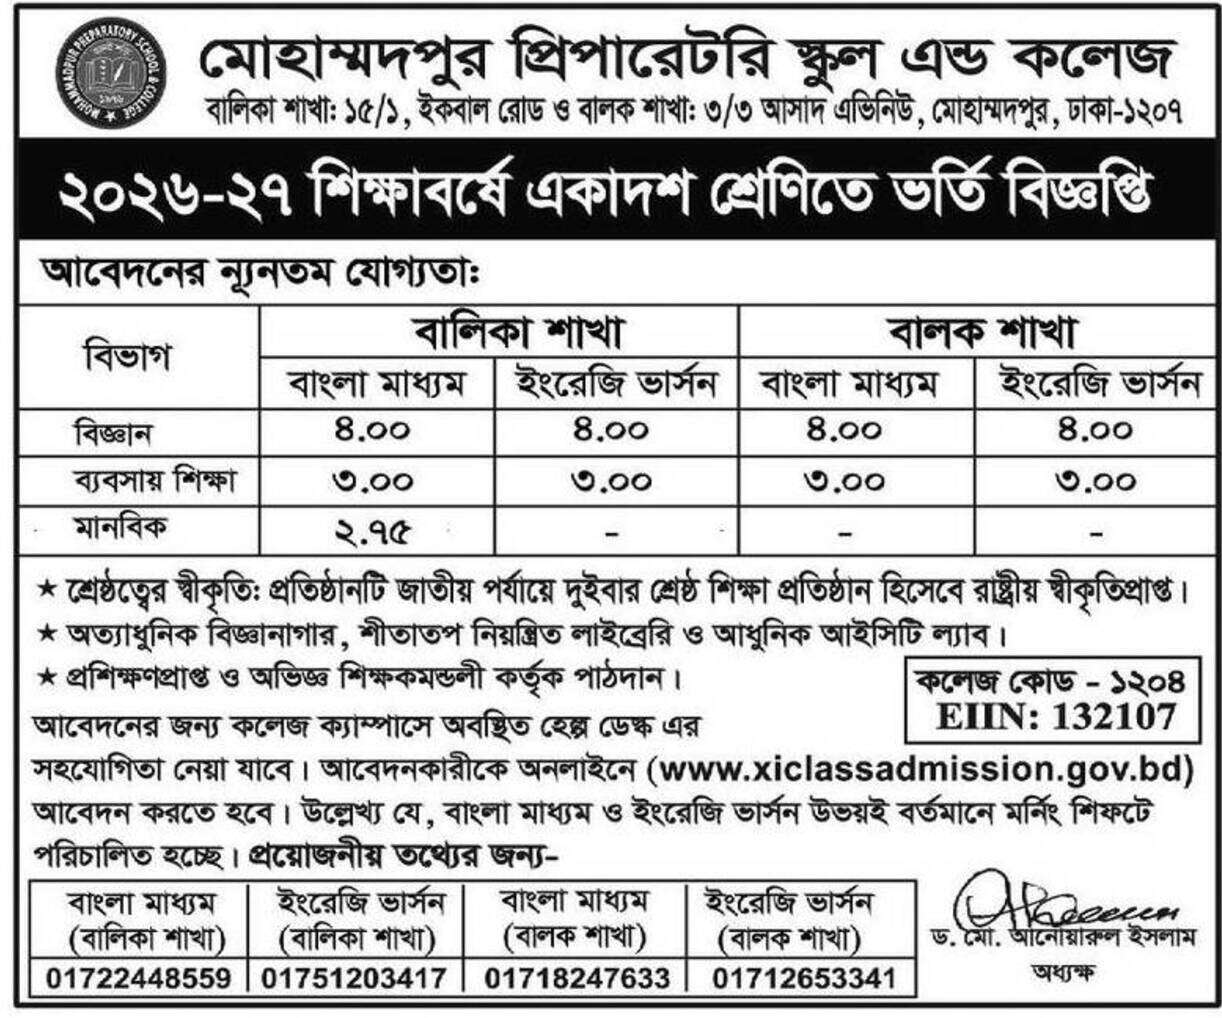 MOHAMMADPUR PREPARATORY SCHOOL & COLLEGE
১৯৭৬
মোহাম্মদপুর প্রিপারেটরি স্কুল এন্ড কলেজ
বালিকা শাখা: ১৫/১, ইকবাল রোড ও বালক শাখা: ৩/৩ আসাদ এভিনিউ, মোহাম্মদপুর, ঢাকা-১২০৭
২০২৬-২৭ শিক্ষাবর্ষে একাদশ শ্রেণিতে ভর্তি বিজ্ঞপ্তি
আবেদনের ন্যূনতম যোগ্যতা:
বিভাগ বালিকা শাখা বালক শাখা
বাংলা মাধ্যম ইংরেজি ভার্সন বাংলা মাধ্যম ইংরেজি ভার্সন
বিজ্ঞান ৪.০০ ৪.০০ ৪.০০ ৪.০০
ব্যবসায় শিক্ষা ৩.০০ ৩.০০ ৩.০০ ৩.০০
মানবিক ২.৭৫ - - -
★ শ্রেষ্ঠত্বের স্বীকৃতি: প্রতিষ্ঠানটি জাতীয় পর্যায়ে দুইবার শ্রেষ্ঠ শিক্ষা প্রতিষ্ঠান হিসেবে রাষ্ট্রীয় স্বীকৃতিপ্রাপ্ত।
★ অত্যাধুনিক বিজ্ঞানাগার, শীতাতপ নিয়ন্ত্রিত লাইব্রেরি ও আধুনিক আইসিটি ল্যাব।
★ প্রশিক্ষণপ্রাপ্ত ও অভিজ্ঞ শিক্ষকমন্ডলী কর্তৃক পাঠদান।
কলেজ কোড - ১২০৪
EIIN: 132107
আবেদনের জন্য কলেজ ক্যাম্পাসে অবস্থিত হেল্প ডেস্ক এর
সহযোগিতা নেয়া যাবে। আবেদনকারীকে অনলাইনে (www.xiclassadmission.gov.bd)
আবেদন করতে হবে। উল্লেখ্য যে, বাংলা মাধ্যম ও ইংরেজি ভার্সন উভয়ই বর্তমানে মর্নিং শিফটে
পরিচালিত হচ্ছে। প্রয়োজনীয় তথ্যের জন্য-
বাংলা মাধ্যম ইংরেজি ভার্সন বাংলা মাধ্যম ইংরেজি ভার্সন
(বালিকা শাখা) (বালিকা শাখা) (বালক শাখা) (বালক শাখা)
01722448559 01751203417 01718247633 01712653341
ড. মো. আনোয়ারুল ইসলাম
অধ্যক্ষ